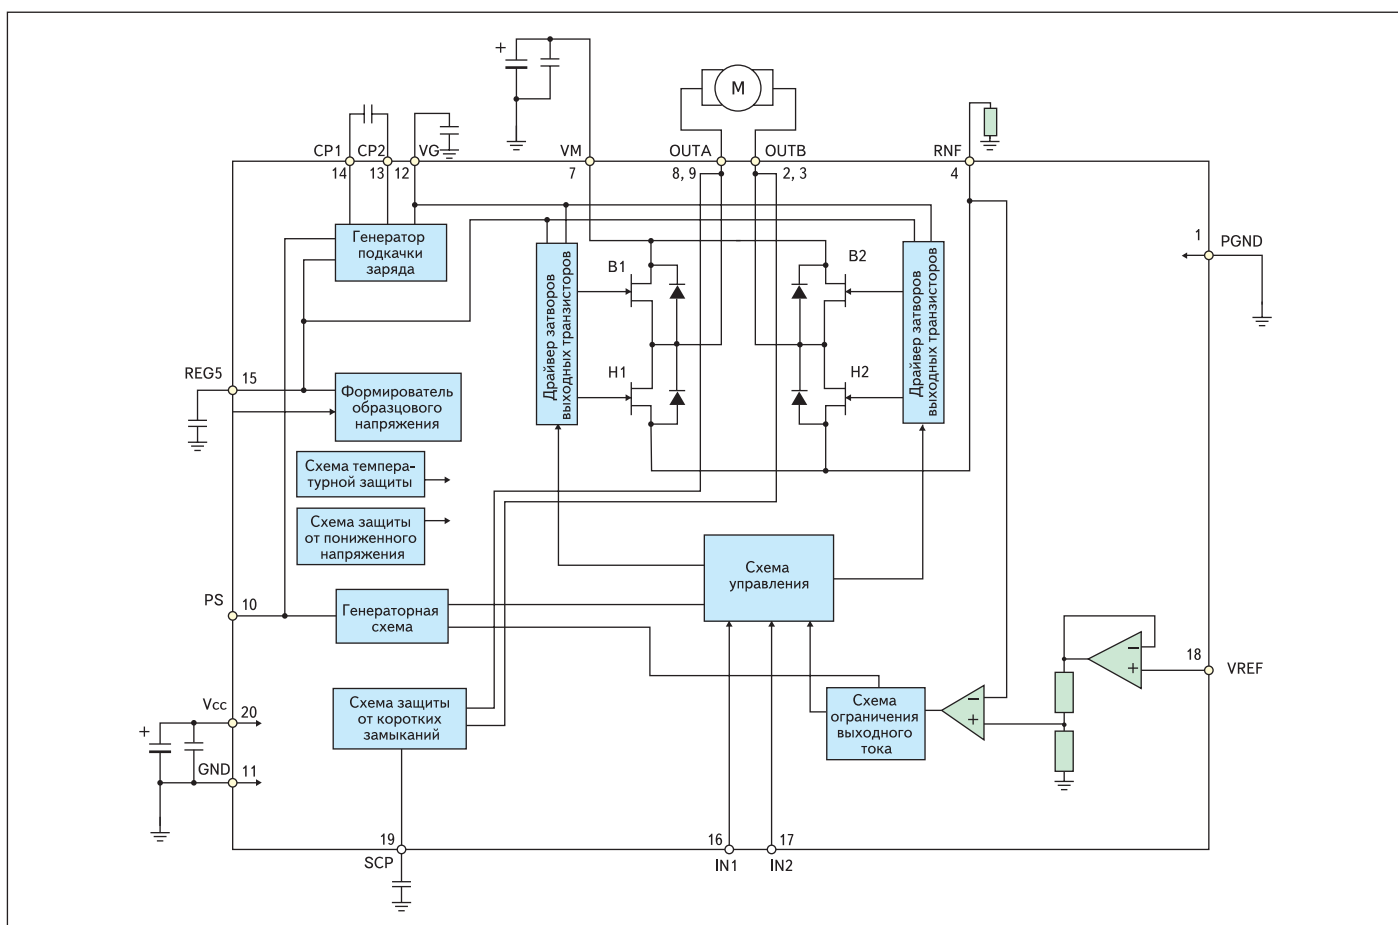 +
M
CP1
CP2
VG
VM
OUTA
OUTB
RNF
14
13
12
7
8, 9
2, 3
4
Генератор
подкачки
заряда
1
PGND
Драйвер затворов
выходных транзисторов
B1
B2
Драйвер затворов
выходных транзисторов
H1
H2
REG5
15
Формирователь
образцового
напряжения
Схема темпера-
турной защиты
Схема защиты
от пониженного
напряжения
Схема
управления
PS
10
Генераторная
схема
18
VREF
−
+
Vcc
20
+
GND
11
Схема защиты
от коротких
замыканий
Схема
ограничения
выходного
тока
−
+
19
SCP
16
IN1
17
IN2